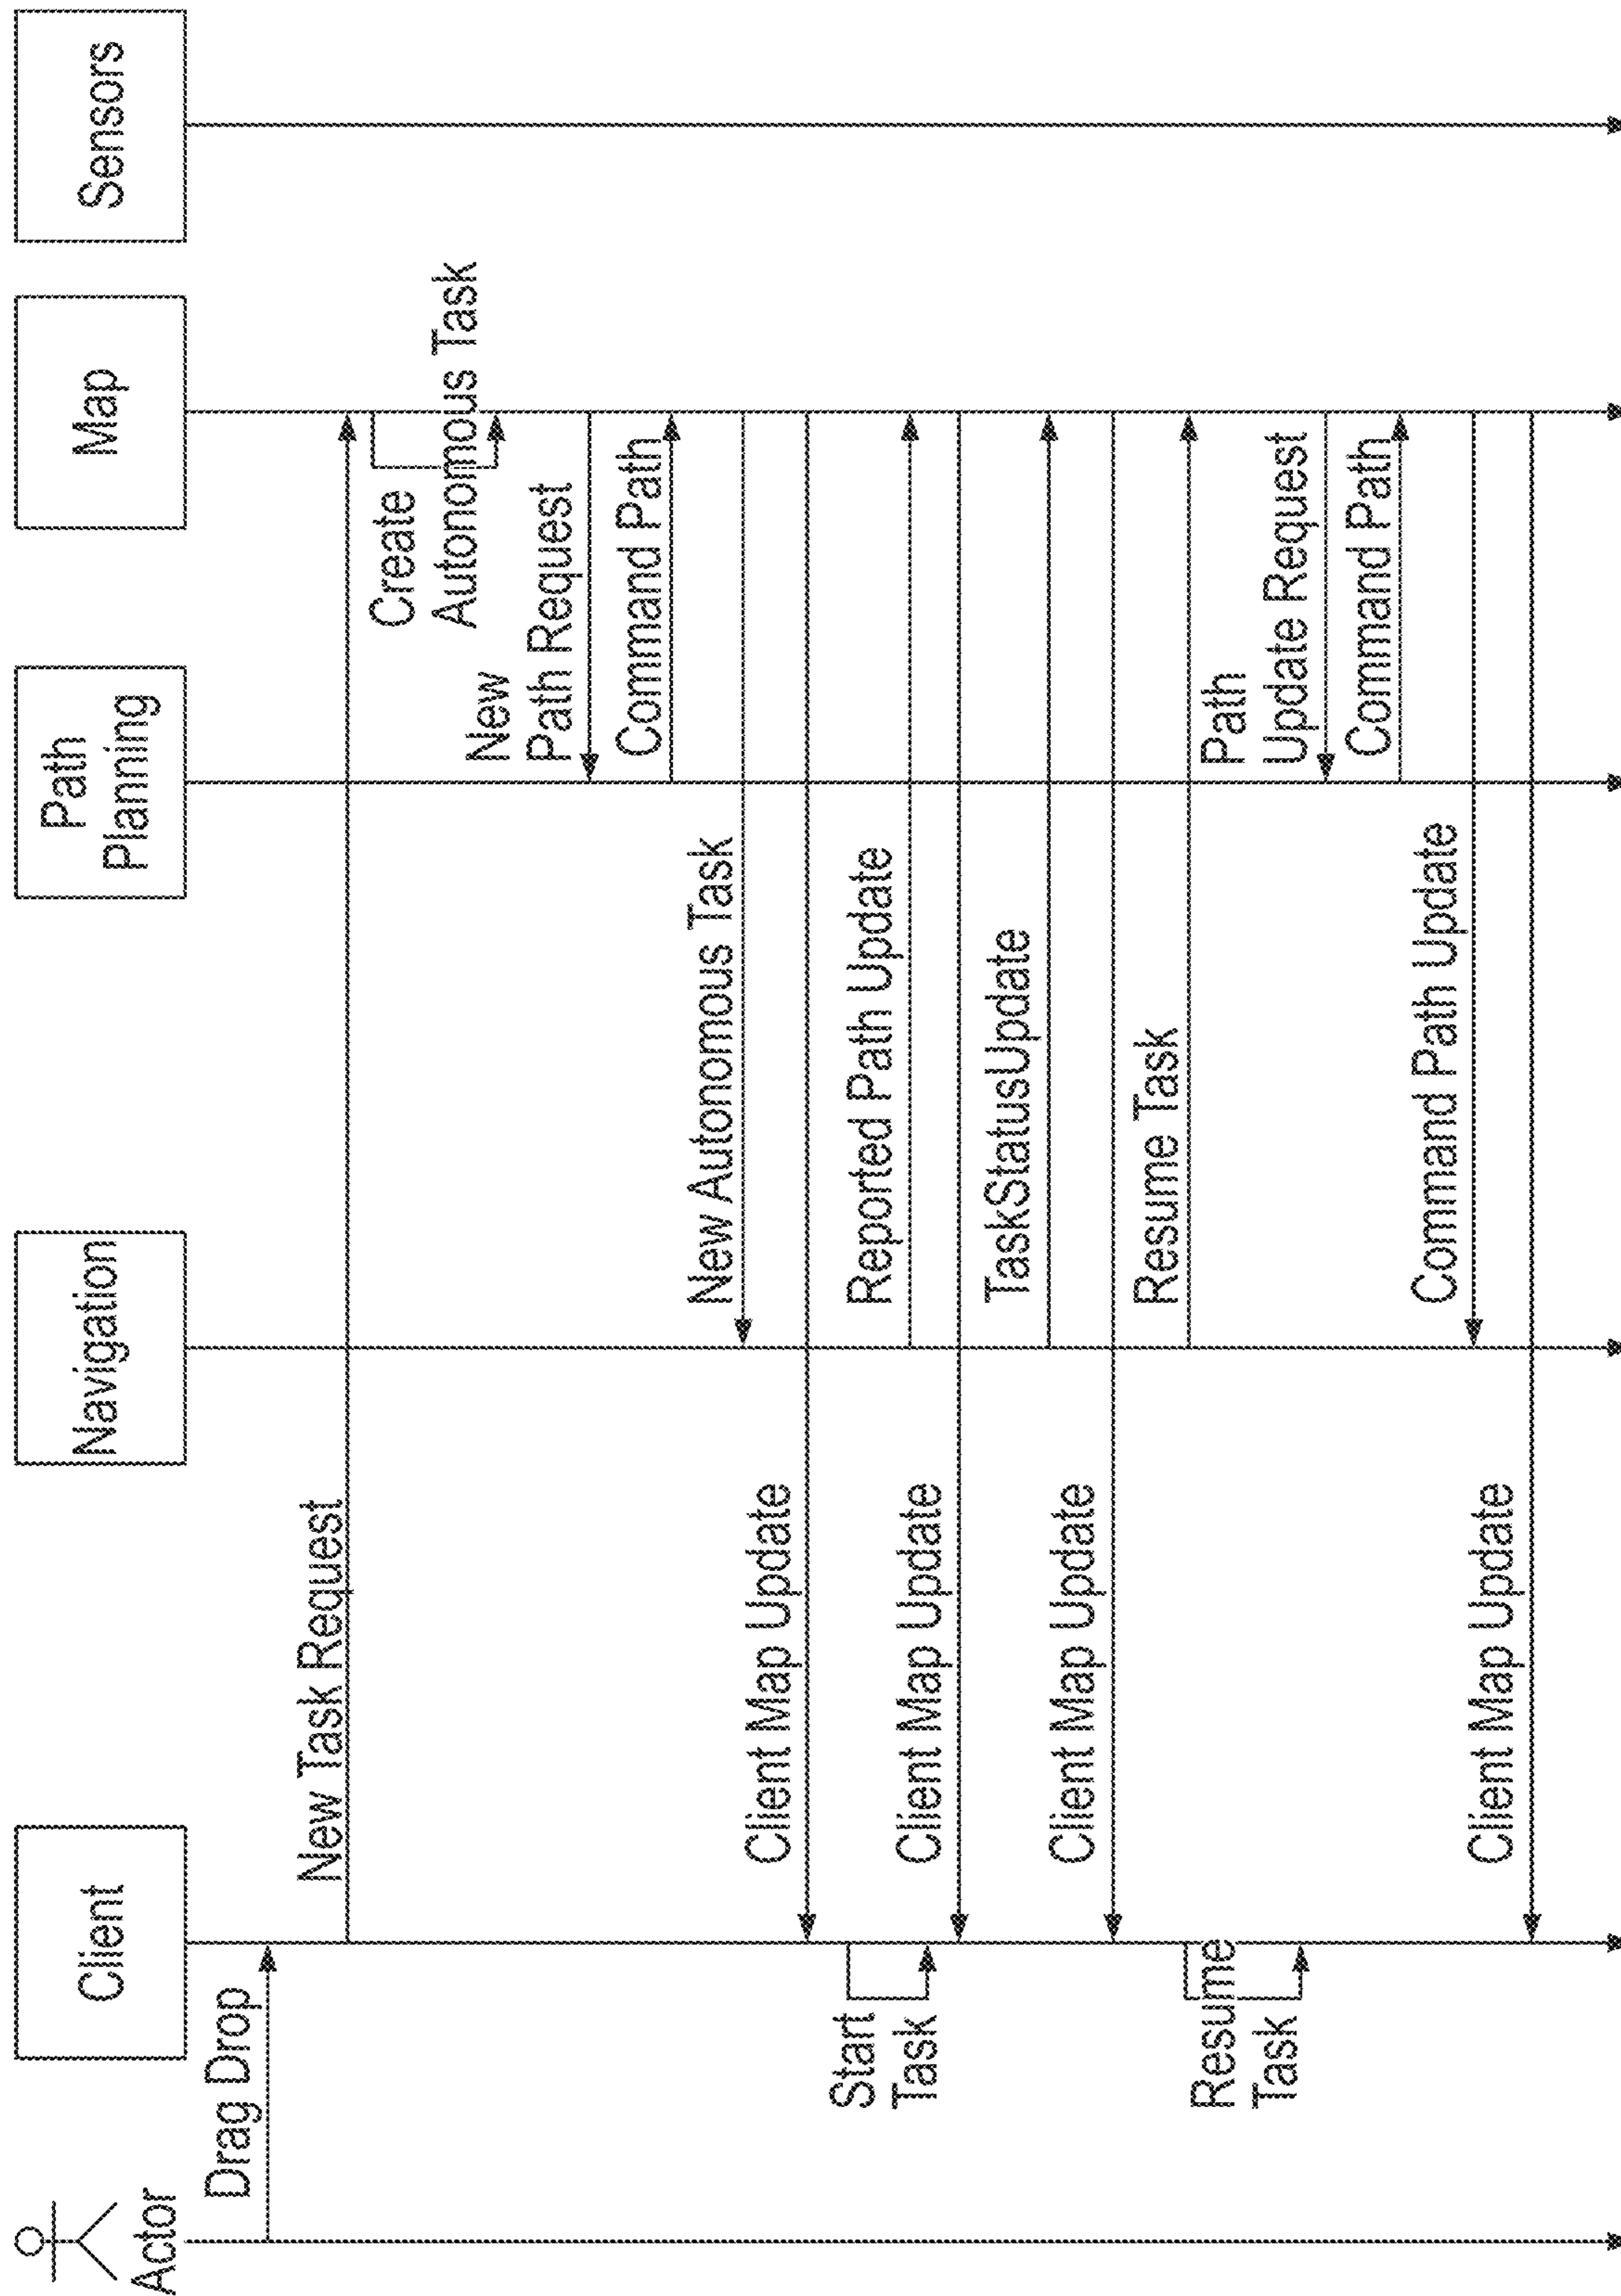 Actor
Client
Navigation
Path
Planning
Map
Sensors
Drag Drop
New Task Request
Create
Autonomous Task
New
Path Request
Command Path
New Autonomous Task
Client Map Update
Start
Task
Reported Path Update
Client Map Update
TaskStatusUpdate
Client Map Update
Resume Task
Resume
Task
Path
Update Request
Command Path
Command Path Update
Client Map Update